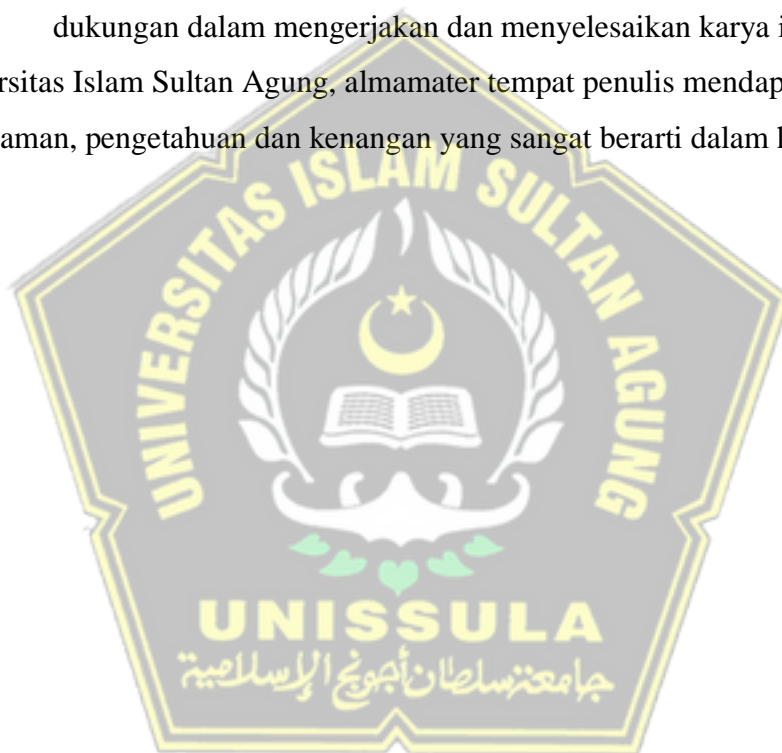 dukungan dalam mengerjakan dan menyelesaikan karya i
rsitas Islam Sultan Agung, almamater tempat penulis mendap
aman, pengetahuan dan kenangan yang sangat berarti dalam
UNIVERSITAS ISLAM SULTAN AGUNG
UNISSULA
جامعة سلطان أجونج الإسلامية